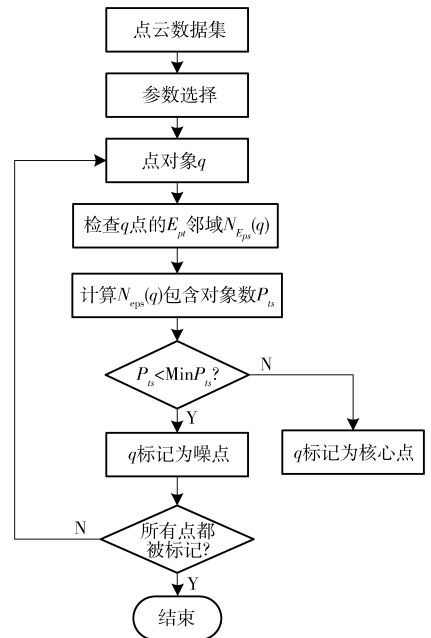 点云数据集
参数选择
点对象q
检查q点的E_pt邻域N_Eps(q)
计算N_eps(q)包含对象数P_ts
P_ts<MinP_ts?
N
Y
q标记为噪点
q标记为核心点
N
所有点都
被标记?
Y
结束